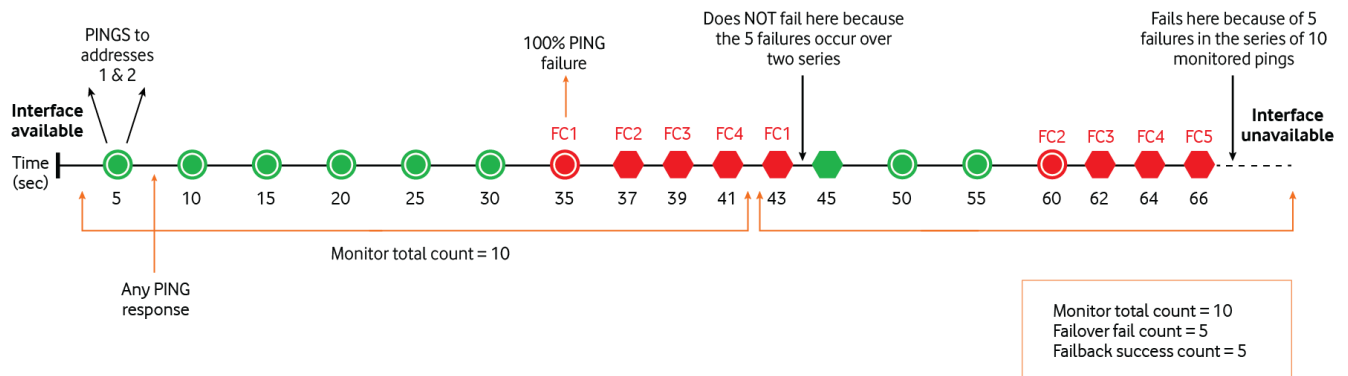 PINGS to
addresses
1 & 2
100% PING
failure
Does NOT fail here because
the 5 failures occur over
two series
Fails here because of 5
failures in the series of 10
monitored pings
Interface
available
Interface
unavailable
FC1 FC2 FC3 FC4 FC1 FC2 FC3 FC4 FC5
Time
(sec)
5 10 15 20 25 30 35 37 39 41 43 45 50 55 60 62 64 66
Monitor total count = 10
Any PING
response
Monitor total count = 10
Failover fail count = 5
Failback success count = 5